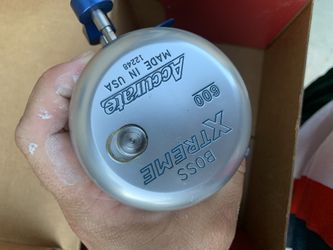 BOSS
XTREME
600
Accurate
MADE IN USA
12248